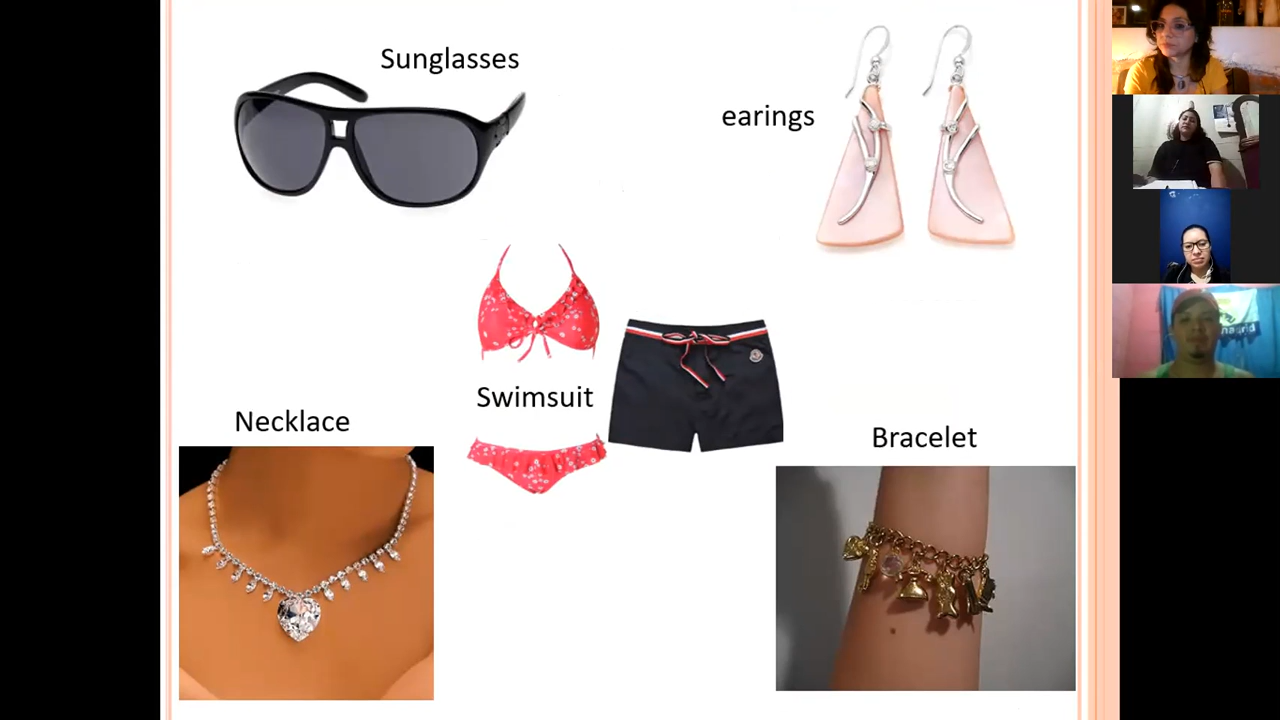 Sunglasses
earings
Swimsuit
Necklace
Bracelet